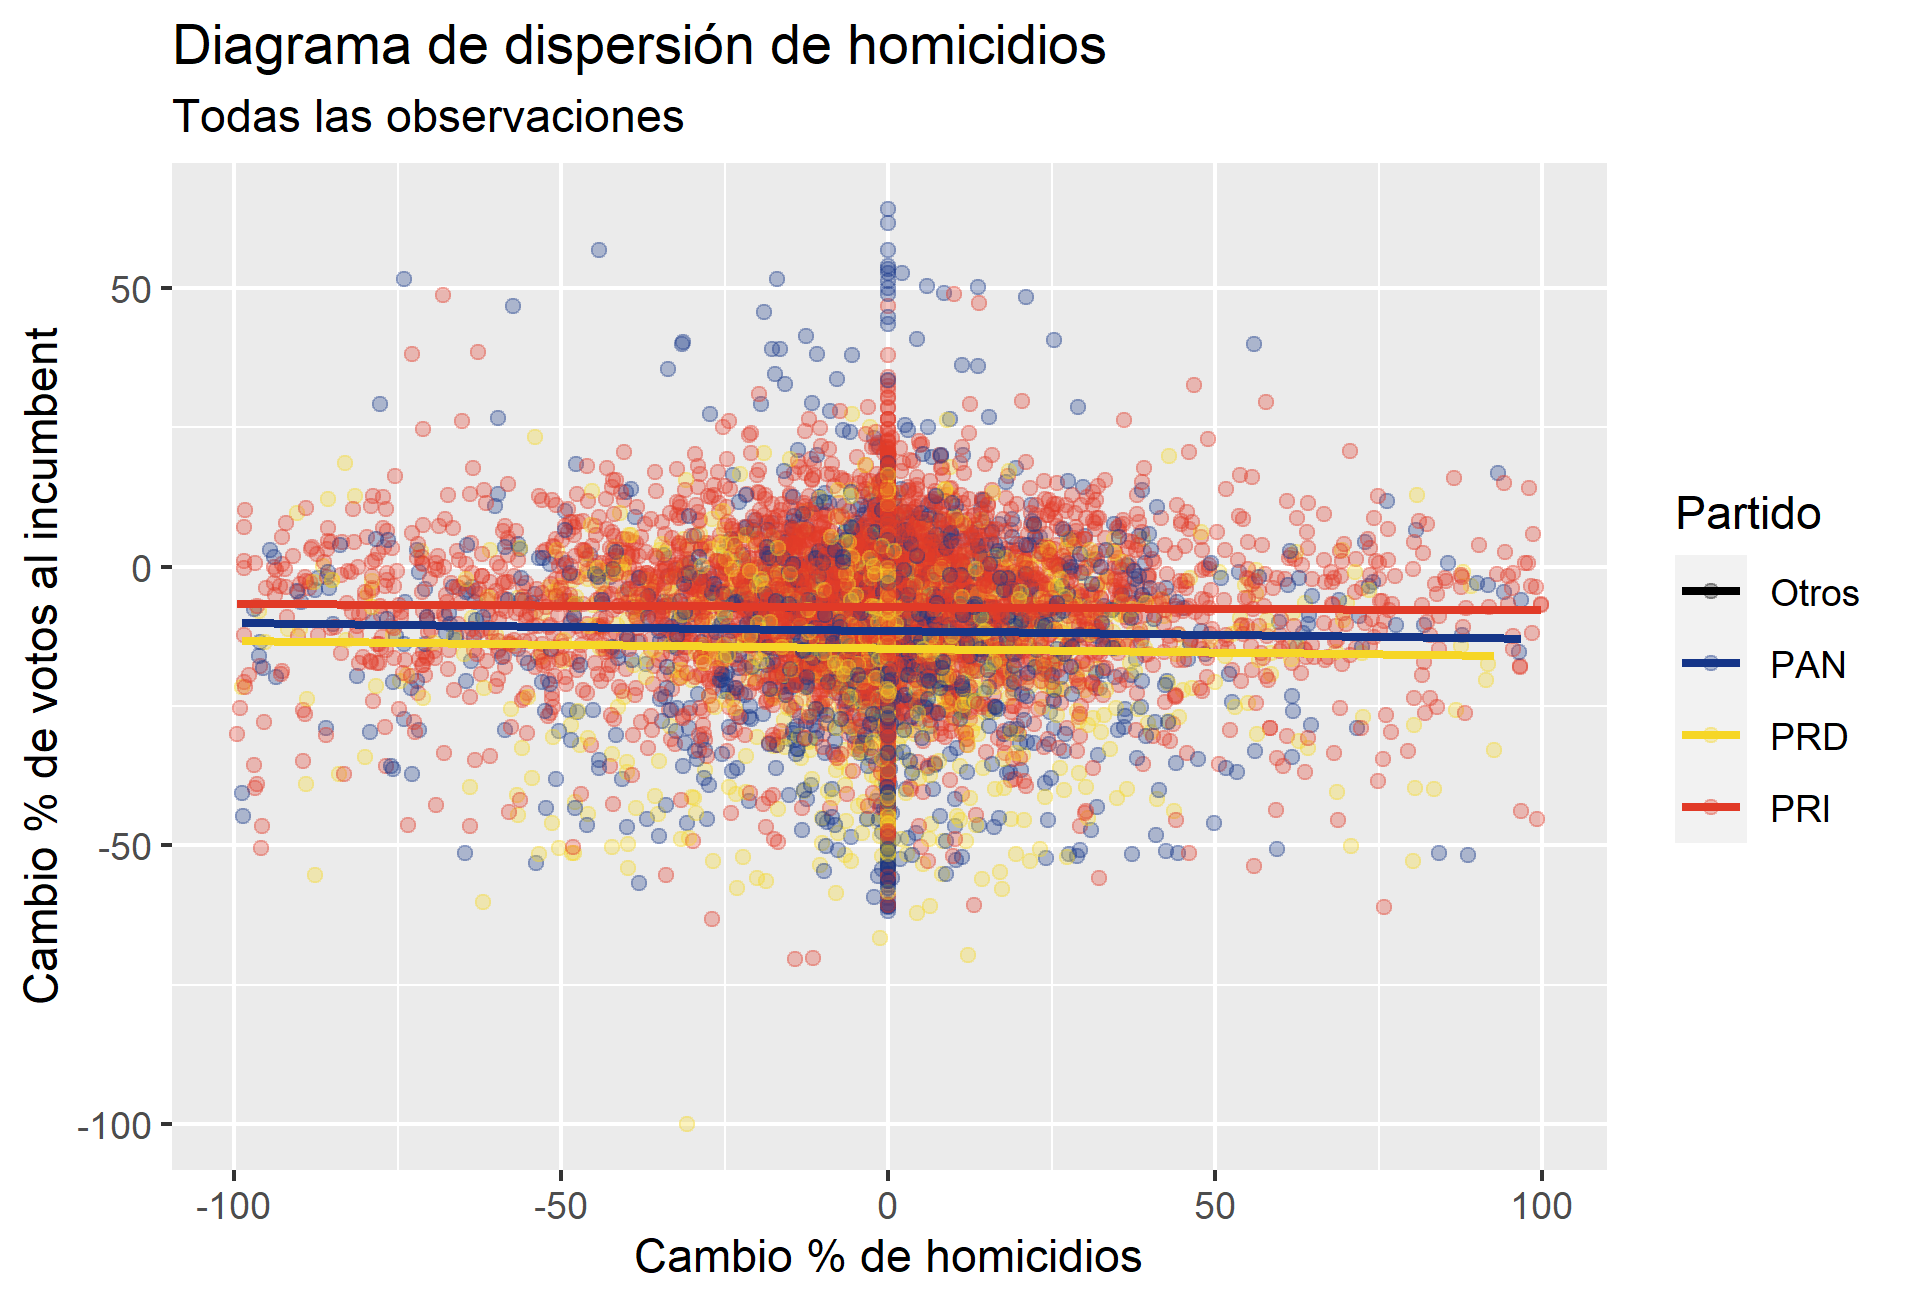 Diagrama de dispersión de homicidios
Todas las observaciones
Cambio % de votos al incumbent
50
0
-50
-100
-100
-50
0
50
100
Cambio % de homicidios
Partido
Otros
PAN
PRD
PRI